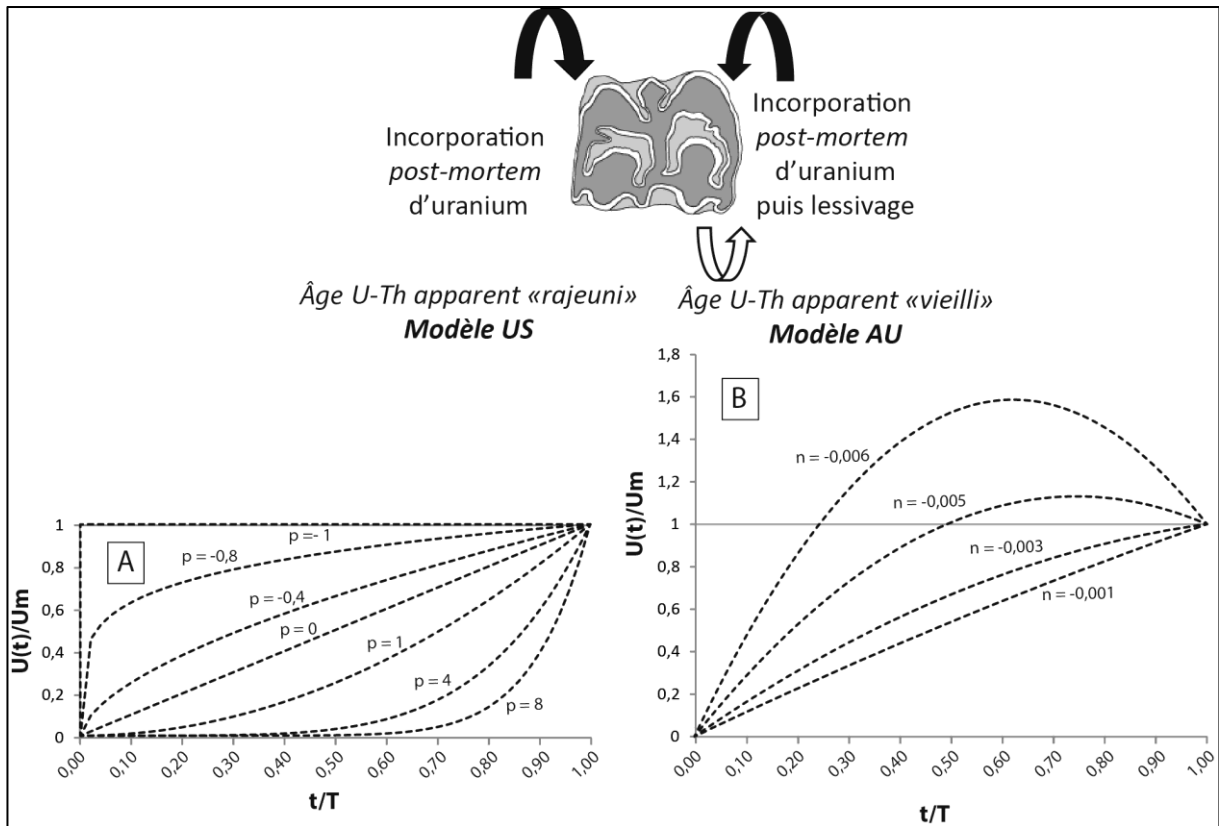 Incorporation
post-mortem
d'uranium
Incorporation
post-mortem
d'uranium
puis lessivage
Âge U-Th apparent «rajeuni»
Modèle US
Âge U-Th apparent «vieilli»
Modèle AU
A
U(t)/Um
1
0,8
0,6
0,4
0,2
0
p = -0,8
p =- 1
p = -0,4
p = 0
p = 1
p = 4
p = 8
0,00
0,10
0,20
0,30
0,40
0,50
0,60
0,70
0,80
0,90
1,00
t/T
B
U(t)/Um
1,8
1,6
1,4
1,2
1
0,8
0,6
0,4
0,2
0
n = -0,006
n = -0,005
n = -0,003
n = -0,001
0,00
0,10
0,20
0,30
0,40
0,50
0,60
0,70
0,80
0,90
1,00
t/T